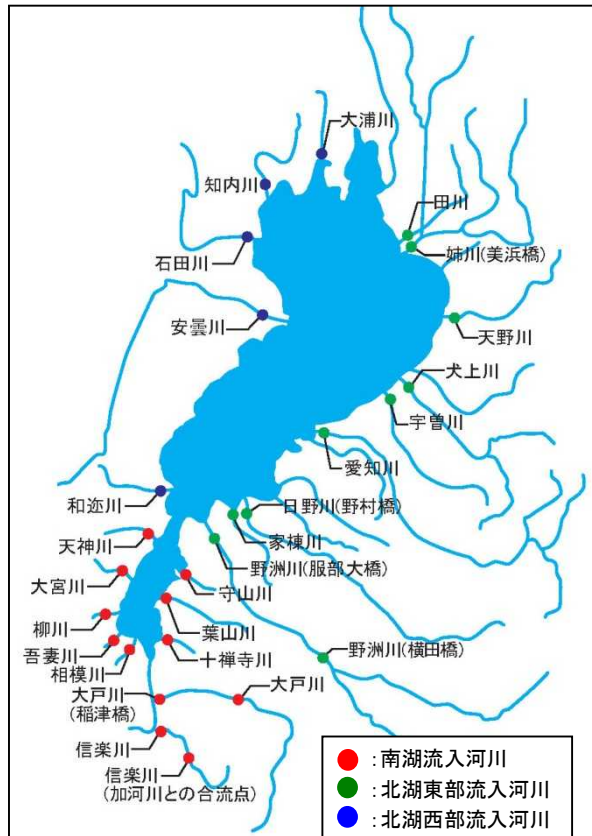 大浦川
知内川
田川
姉川(美浜橋)
石田川
安曇川
天野川
犬上川
宇曽川
愛知川
和迩川
日野川(野村橋)
家棟川
天神川
野洲川(服部大橋)
大宮川
守山川
柳川
葉山川
吾妻川
十禅寺川
相模川
野洲川(横田橋)
大戸川
(稲津橋)
大戸川
信楽川
信楽川
(加河川との合流点)
:南湖流入河川
:北湖東部流入河川
:北湖西部流入河川